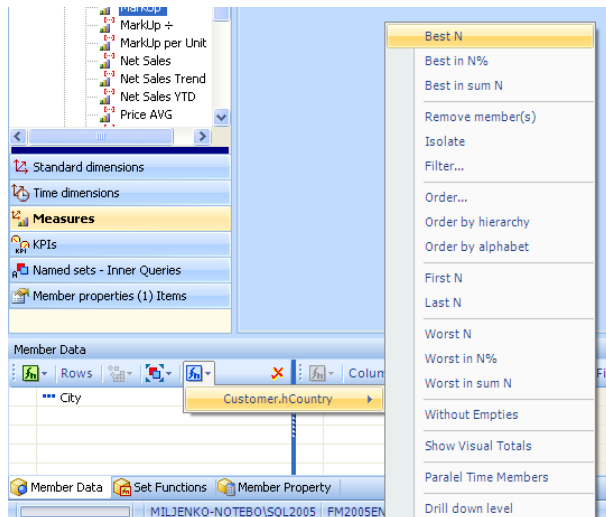 MarkUp
MarkUp ÷
MarkUp per Unit
Net Sales
Net Sales Trend
Net Sales YTD
Price AVG
Standard dimensions
Time dimensions
Measures
KPIs
Named sets - Inner Queries
Member properties (1) Items
Member Data
Rows
Colum
Fi
City
Customer.hCountry
Member Data Set Functions Member Property
MILJENKO-NOTEBO\SQL2005 FM2005EN
Best N
Best in N%
Best in sum N
Remove member(s)
Isolate
Filter...
Order...
Order by hierarchy
Order by alphabet
First N
Last N
Worst N
Worst in N%
Worst in sum N
Without Empties
Show Visual Totals
Paralel Time Members
Drill down level